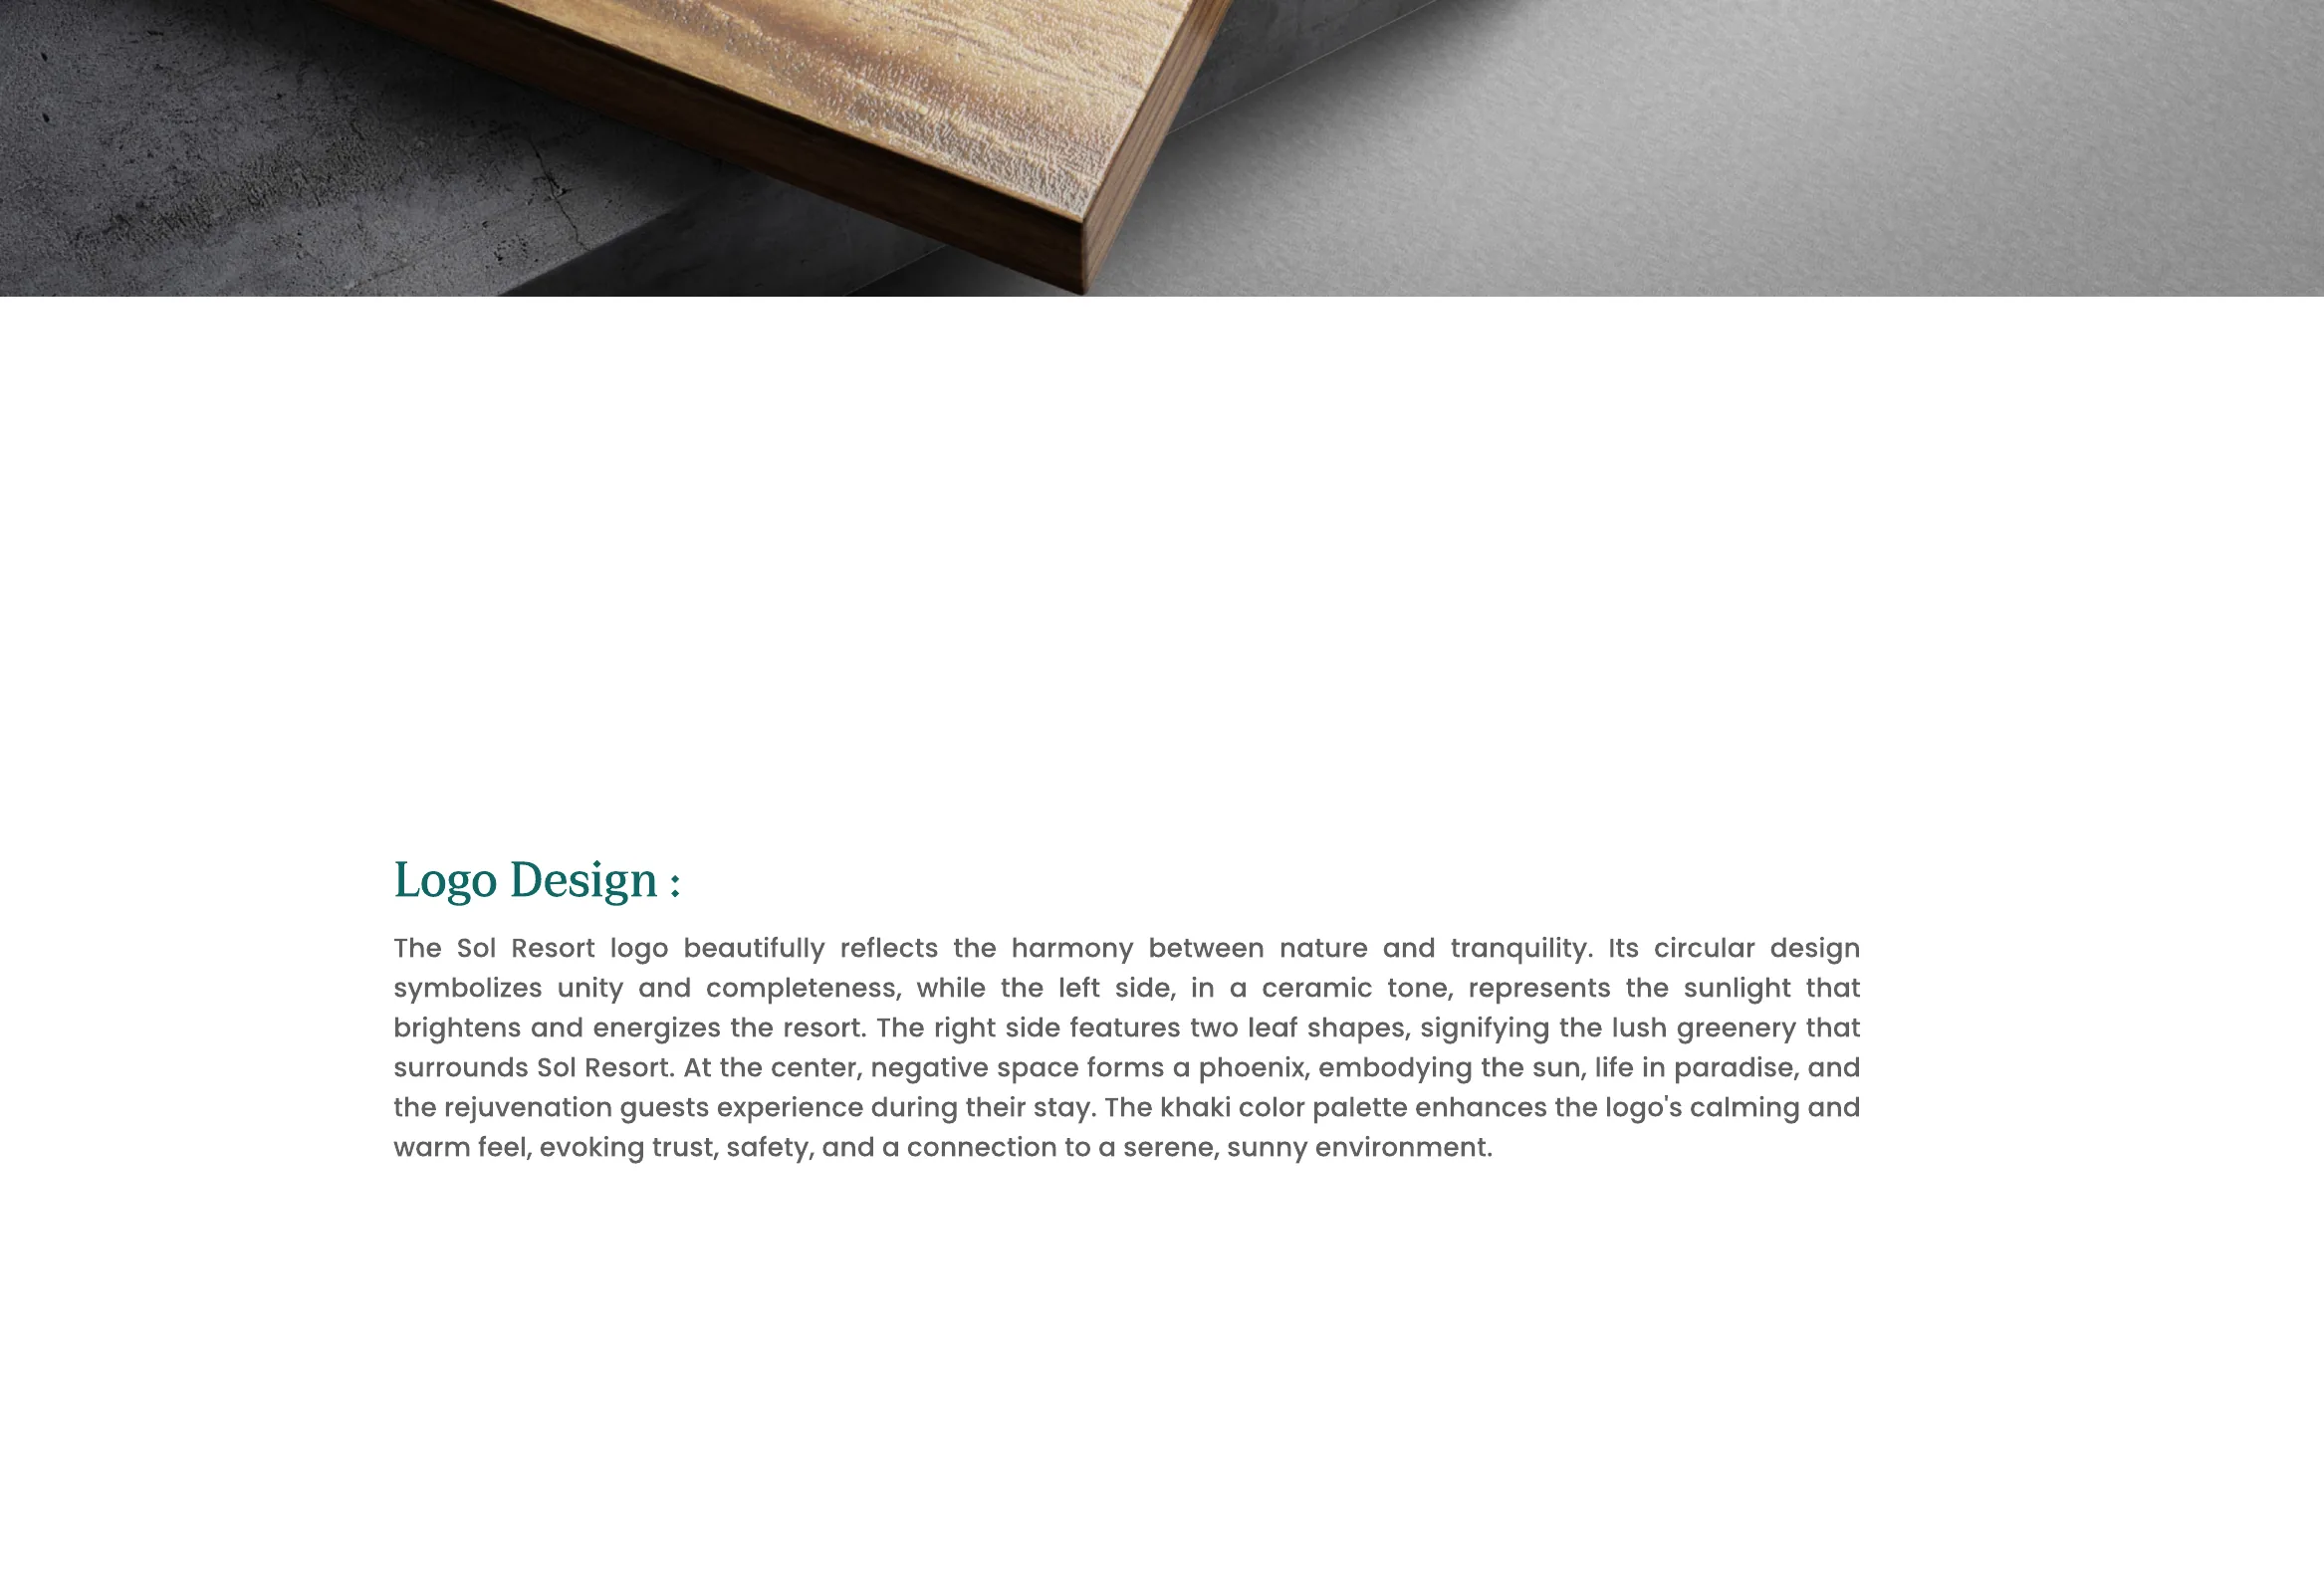 Logo Design :
The Sol Resort logo beautifully reflects the harmony between nature and tranquility. Its circular design
symbolizes unity and completeness, while the left side, in a ceramic tone, represents the sunlight that
brightens and energizes the resort. The right side features two leaf shapes, signifying the lush greenery that
surrounds Sol Resort. At the center, negative space forms a phoenix, embodying the sun, life in paradise, and
the rejuvenation guests experience during their stay. The khaki color palette enhances the logo's calming and
warm feel, evoking trust, safety, and a connection to a serene, sunny environment.